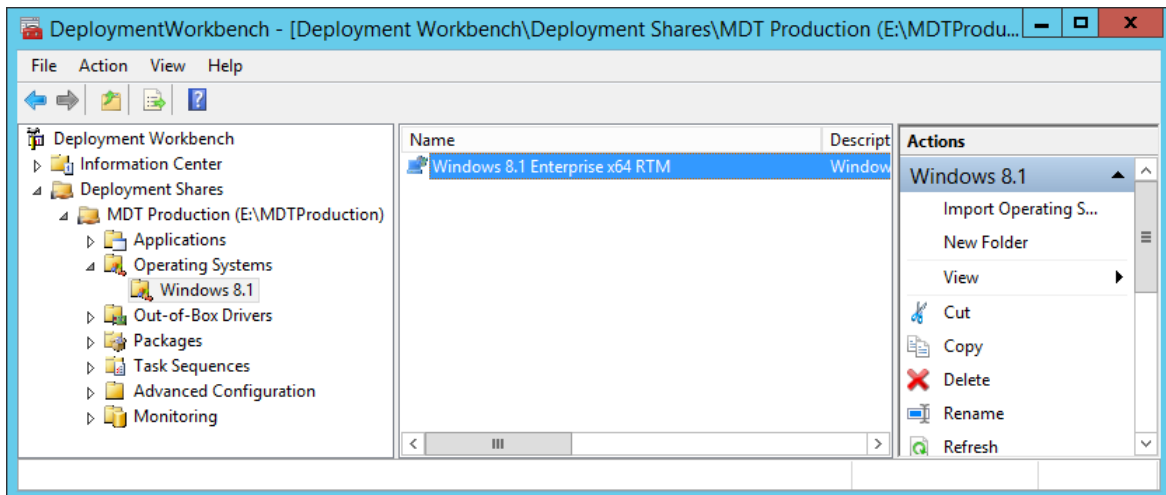 DeploymentWorkbench - [Deployment Workbench\Deployment Shares\MDT Production (E:\MDTProdu...
File Action View Help
Deployment Workbench
Information Center
Deployment Shares
MDT Production (E:\MDTProduction)
Applications
Operating Systems
Windows 8.1
Out-of-Box Drivers
Packages
Task Sequences
Advanced Configuration
Monitoring
Name Descript
Windows 8.1 Enterprise x64 RTM Window
Actions
Windows 8.1
Import Operating S...
New Folder
View
Cut
Copy
Delete
Rename
Refresh